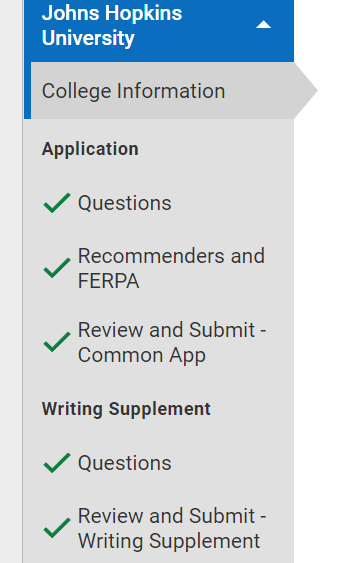 Johns Hopkins
University
College Information
Application
Questions
Recommenders and
FERPA
Review and Submit -
Common App
Writing Supplement
Questions
Review and Submit -
Writing Supplement